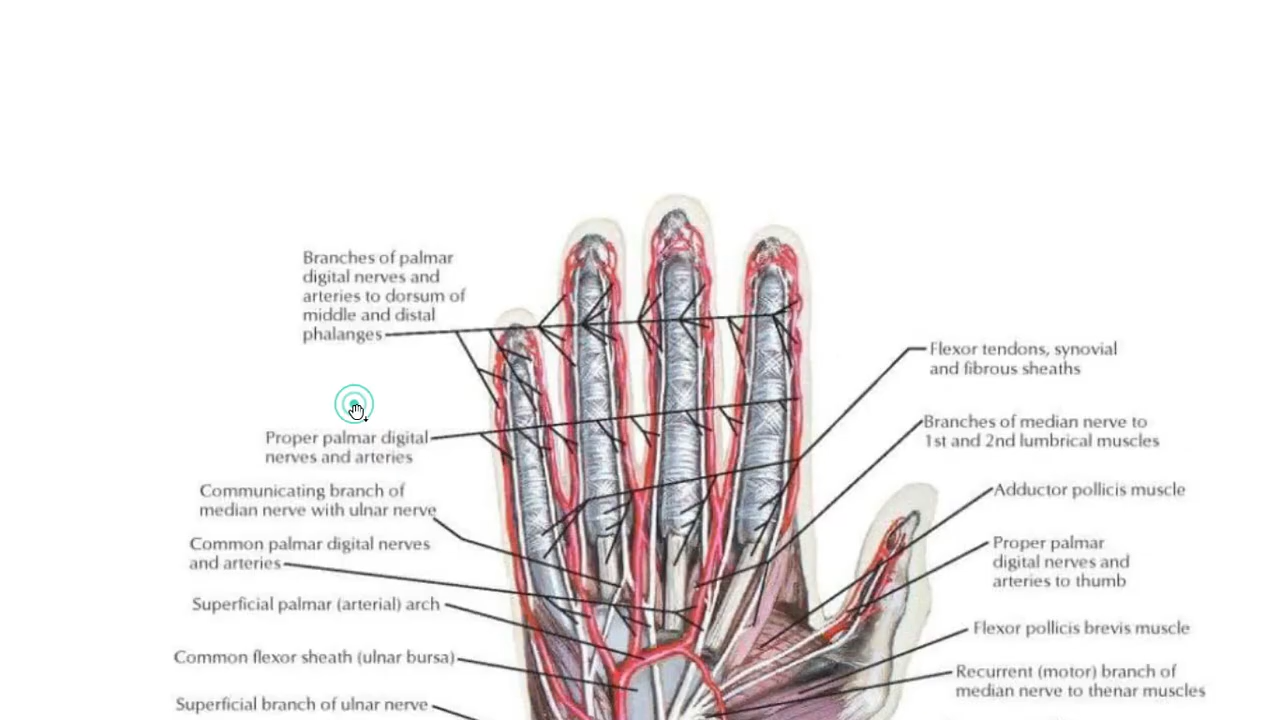 Branches of palmar
digital nerves and
arteries to dorsum of
middle and distal
phalanges
Proper palmar digital
nerves and arteries
Communicating branch of
median nerve with ulnar nerve
Common palmar digital nerves
and arteries
Superficial palmar (arterial) arch
Common flexor sheath (ulnar bursa)
Superficial branch of ulnar nerve
Flexor tendons, synovial
and fibrous sheaths
Branches of median nerve to
1st and 2nd lumbrical muscles
Adductor pollicis muscle
Proper palmar
digital nerves and
arteries to thumb
Flexor pollicis brevis muscle
Recurrent (motor) branch of
median nerve to thenar muscles